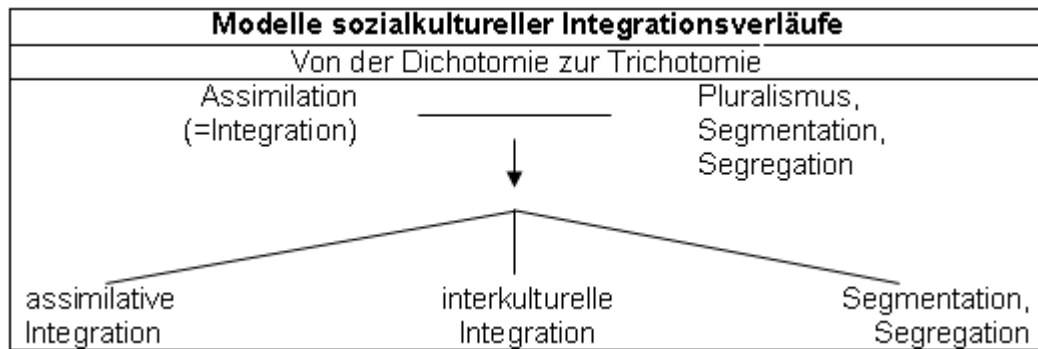 Modelle sozialkultureller Integrationsverläufe
Von der Dichotomie zur Trichotomie
Assimilation
(=Integration)
Pluralismus,
Segmentation,
Segregation
assimilative
Integration
interkulturelle
Integration
Segmentation,
Segregation